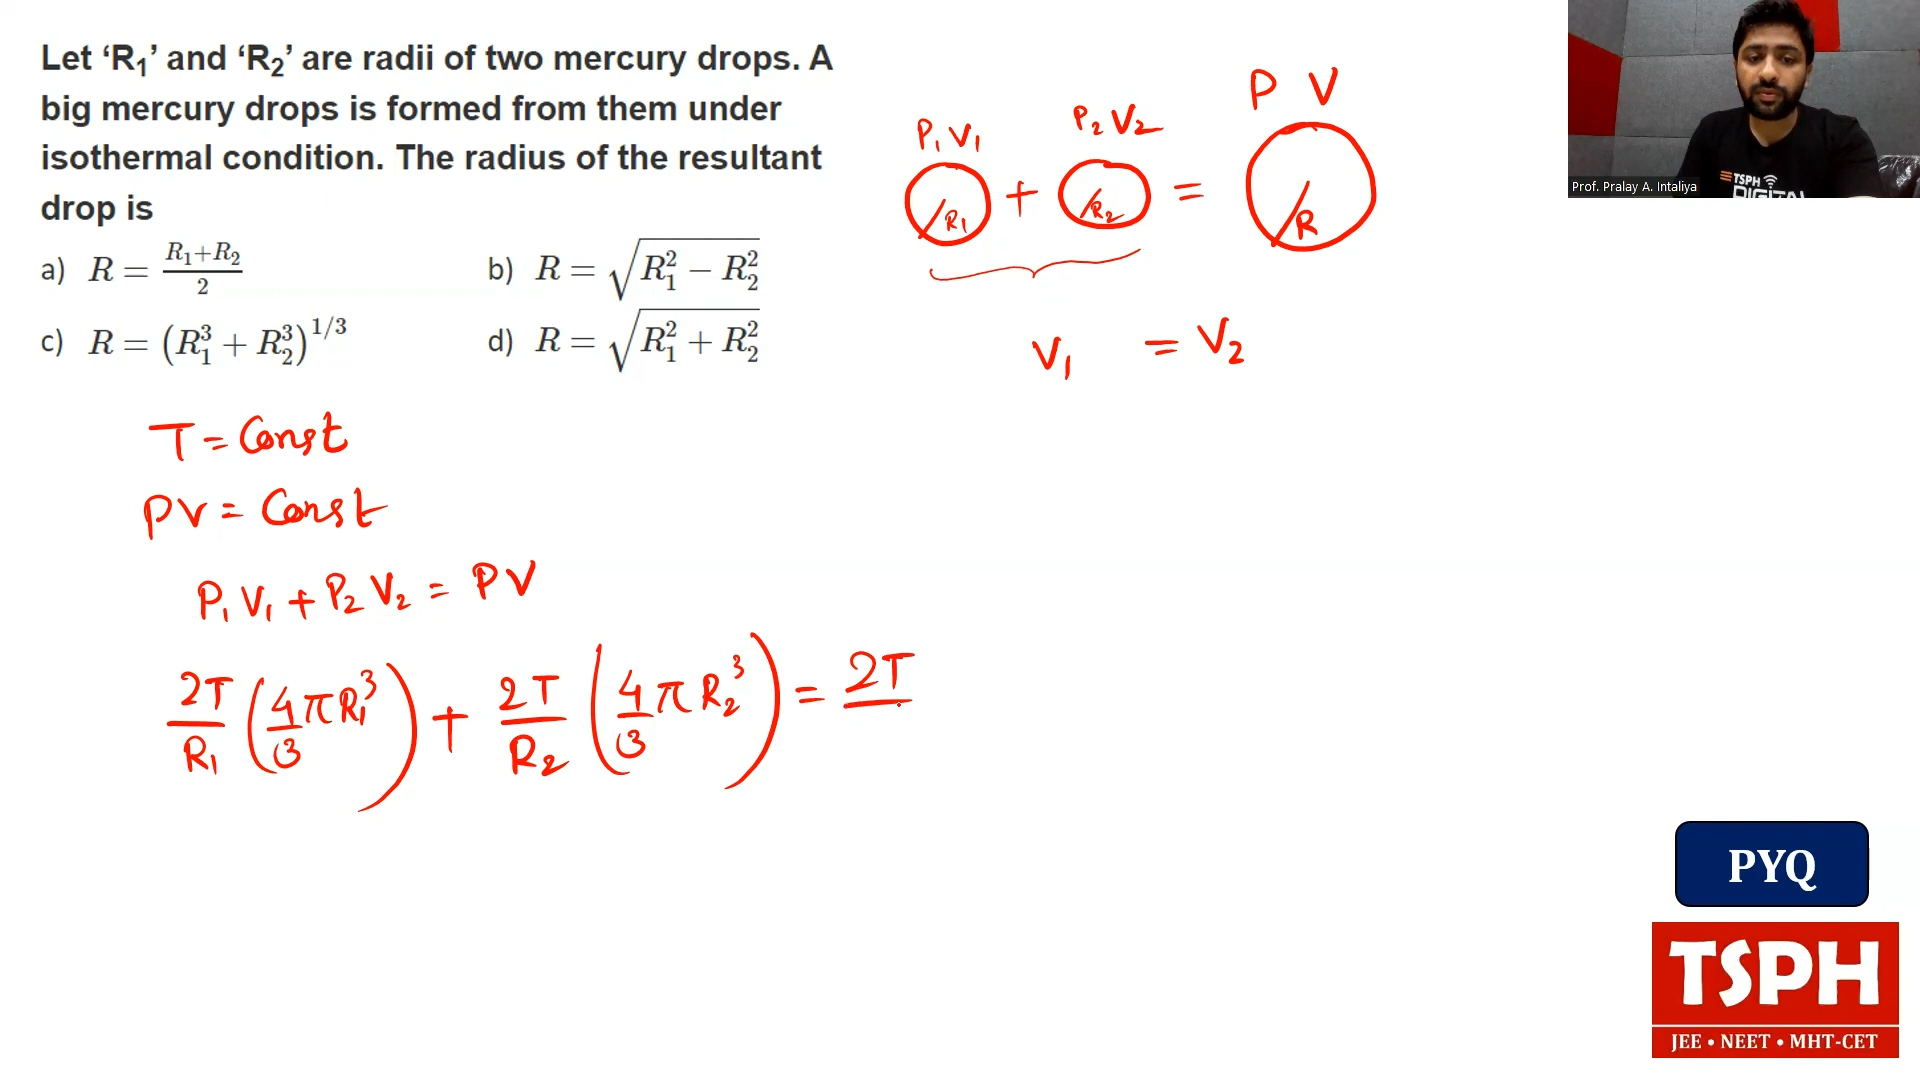 Let ‘R₁’ and ‘R₂’ are radii of two mercury drops. A
big mercury drops is formed from them under
isothermal condition. The radius of the resultant
drop is
a) R = (R₁+R₂)/2
b) R = √(R₁² − R₂²)
c) R = (R₁³ + R₂³)^1/3
d) R = √(R₁² + R₂²)
P₁V₁ P₂V₂ P V
R₁ + R₂ = R
V₁ = V₂
T = Const
PV = Const
P₁V₁ + P₂V₂ = PV
2T/R₁ (4/3 πR₁³) + 2T/R₂ (4/3 πR₂³) = 2T
Prof. Pralay A. Intaliya
TSPH
DIGITAL
PYQ
TSPH
JEE • NEET • MHT-CET